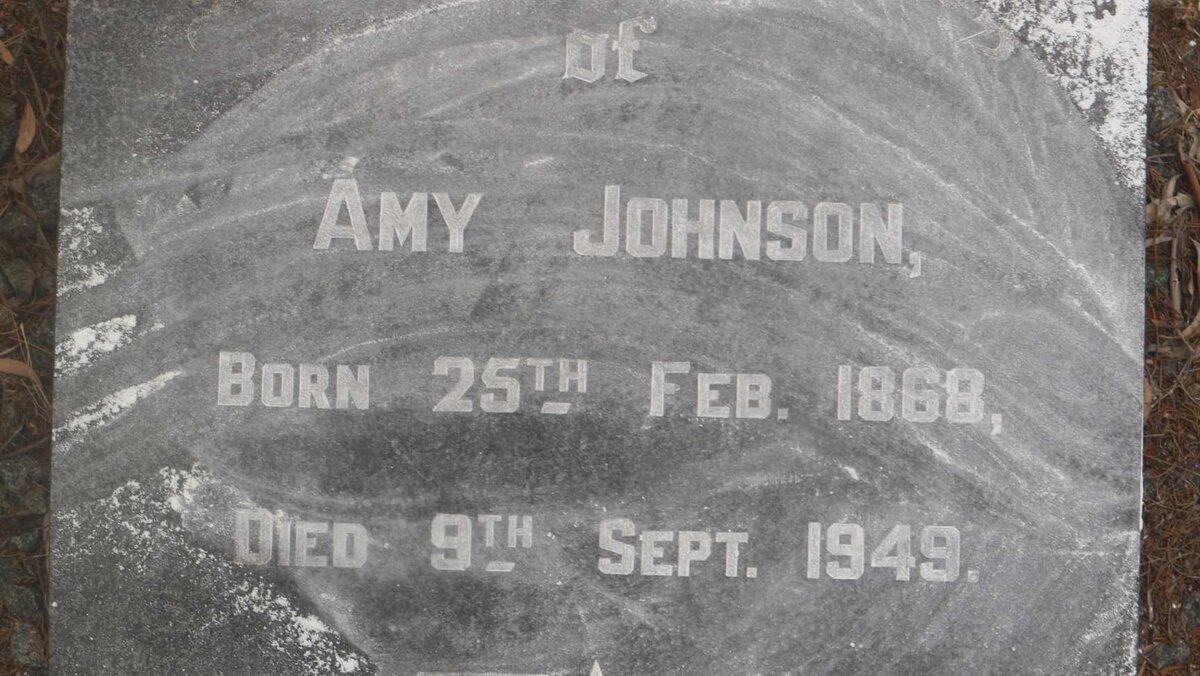 of
AMY JOHNSON,
BORN 25TH FEB. 1868,
DIED 9TH SEPT. 1949.